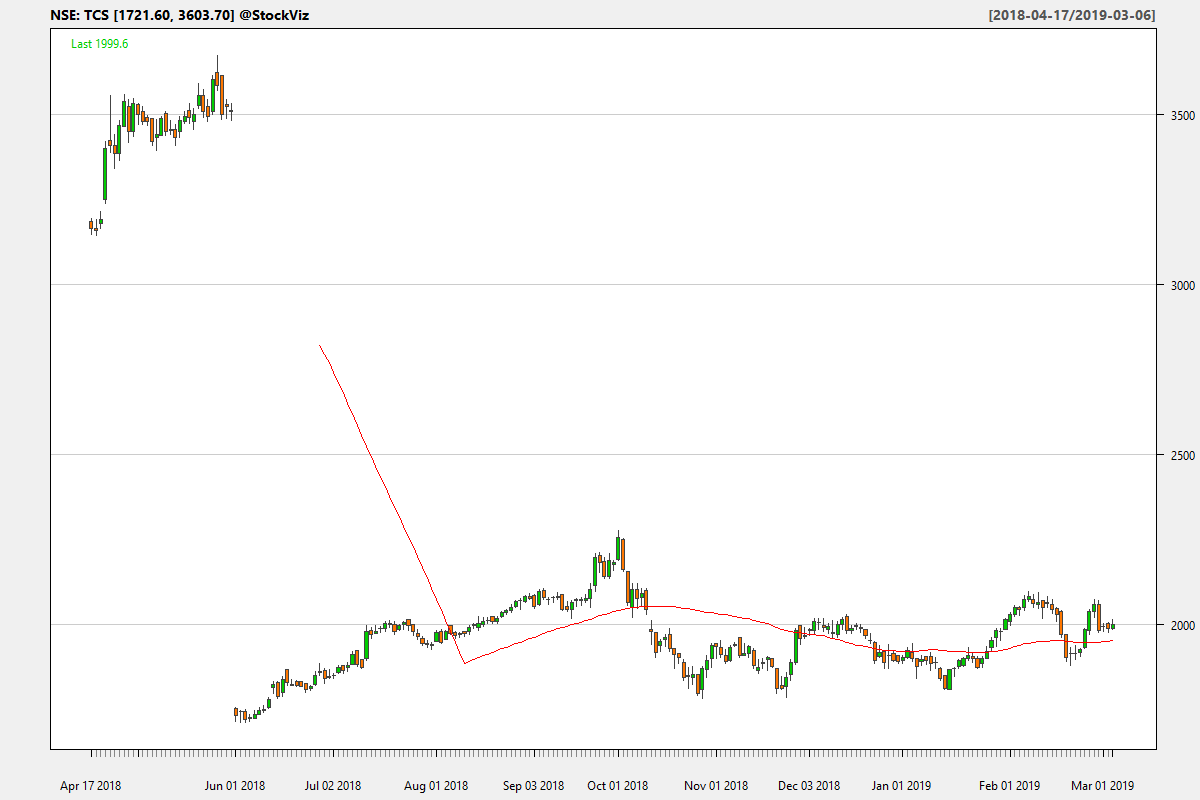 NSE: TCS [1721.60, 3603.70] @StockViz
[2018-04-17/2019-03-06]
Last 1999.6
3500
3000
2500
2000
Apr 17 2018
Jun 01 2018
Jul 02 2018
Aug 01 2018
Sep 03 2018
Oct 01 2018
Nov 01 2018
Dec 03 2018
Jan 01 2019
Feb 01 2019
Mar 01 2019